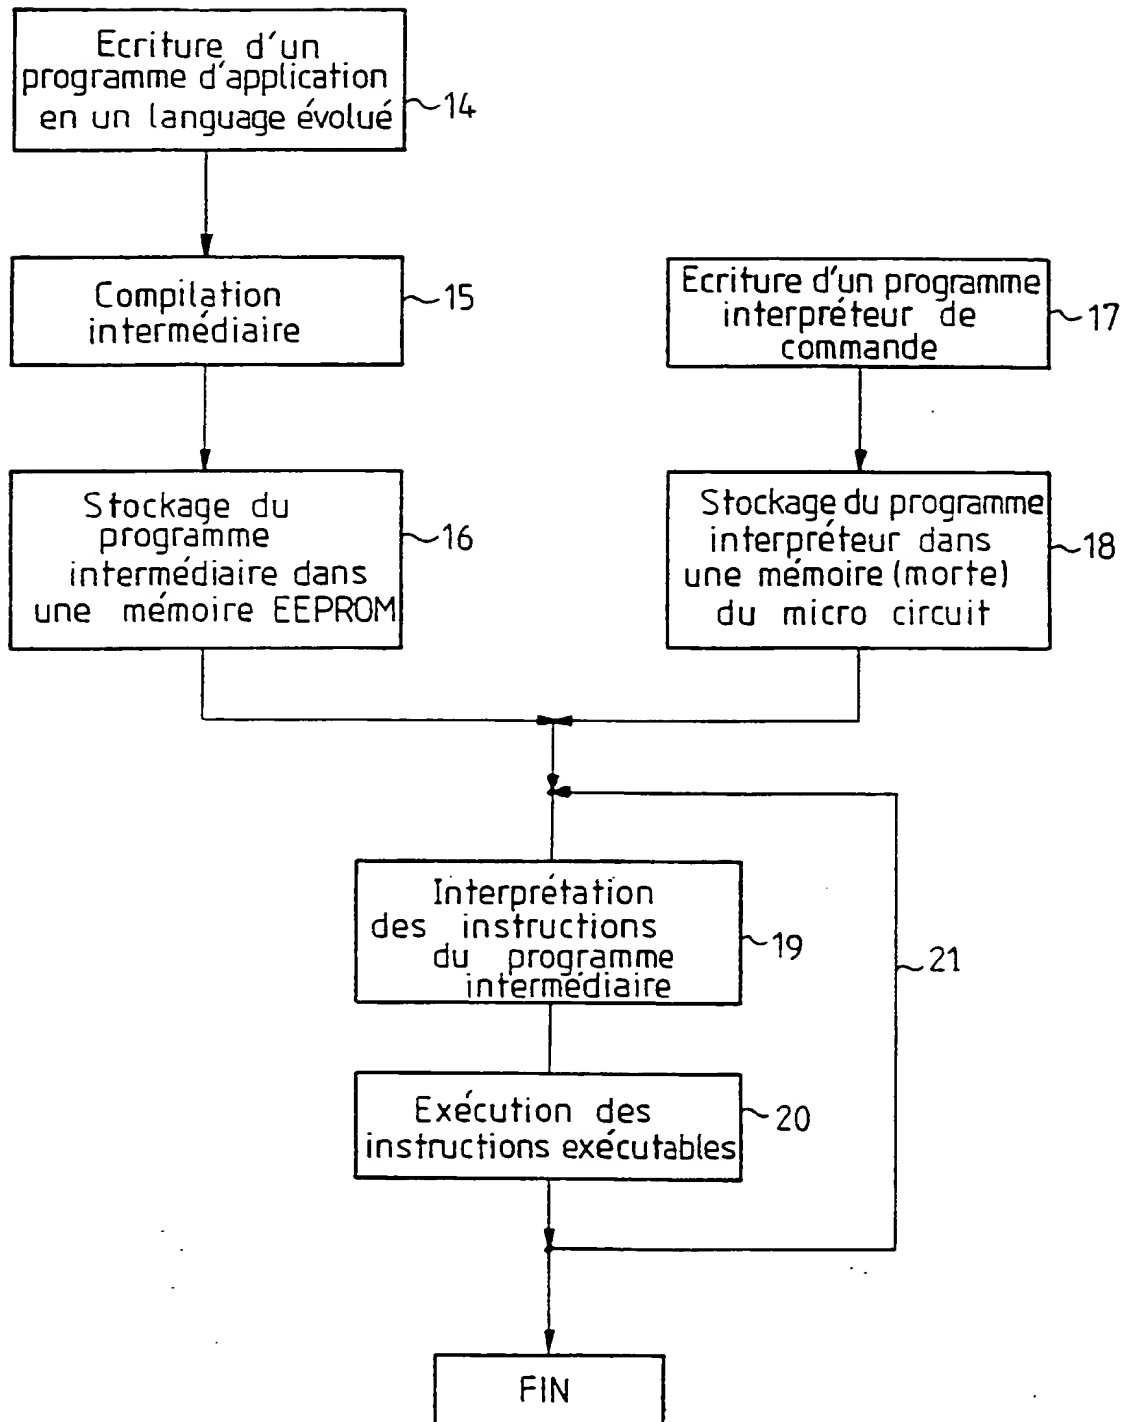 Ecriture d'un
programme d'application
en un language évolué
14
Compilation
intermédiaire
15
Ecriture d'un programme
interpréteur de
commande
17
Stockage du
programme
intermédiaire dans
une mémoire EEPROM
16
Stockage du programme
interpréteur dans
une mémoire (morte)
du micro circuit
18
Interprétation
des instructions
du programme
intermédiaire
19
21
Exécution des
instructions exécutables
20
FIN